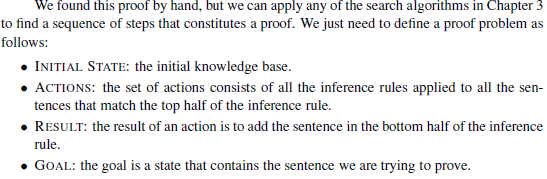 We found this proof by hand, but we can apply any of the search algorithms in Chapter 3
to find a sequence of steps that constitutes a proof. We just need to define a proof problem as
follows:
• INITIAL STATE: the initial knowledge base.
• ACTIONS: the set of actions consists of all the inference rules applied to all the sen-
tences that match the top half of the inference rule.
• RESULT: the result of an action is to add the sentence in the bottom half of the inference
rule.
• GOAL: the goal is a state that contains the sentence we are trying to prove.